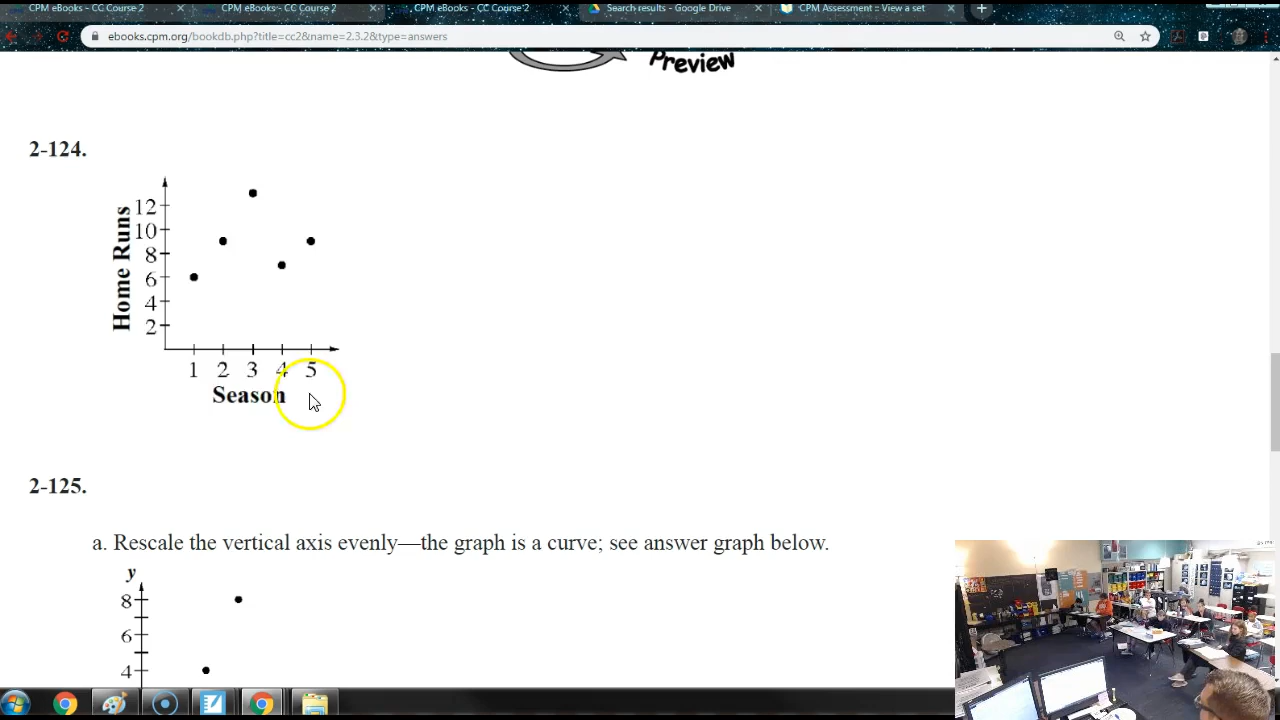 CPM eBooks - CC Course 2
CPM eBooks - CC Course 2
CPM eBooks - CC Course 2
Search results - Google Drive
CPM Assessment :: View a set
ebooks.cpm.org/bookdb.php?title=cc2&name=2.3.2&type=answers
Preview
2-124.
Home Runs
12
10
8
6
4
2
1 2 3 4 5
Season
2-125.
a. Rescale the vertical axis evenly—the graph is a curve; see answer graph below.
y
8
6
4